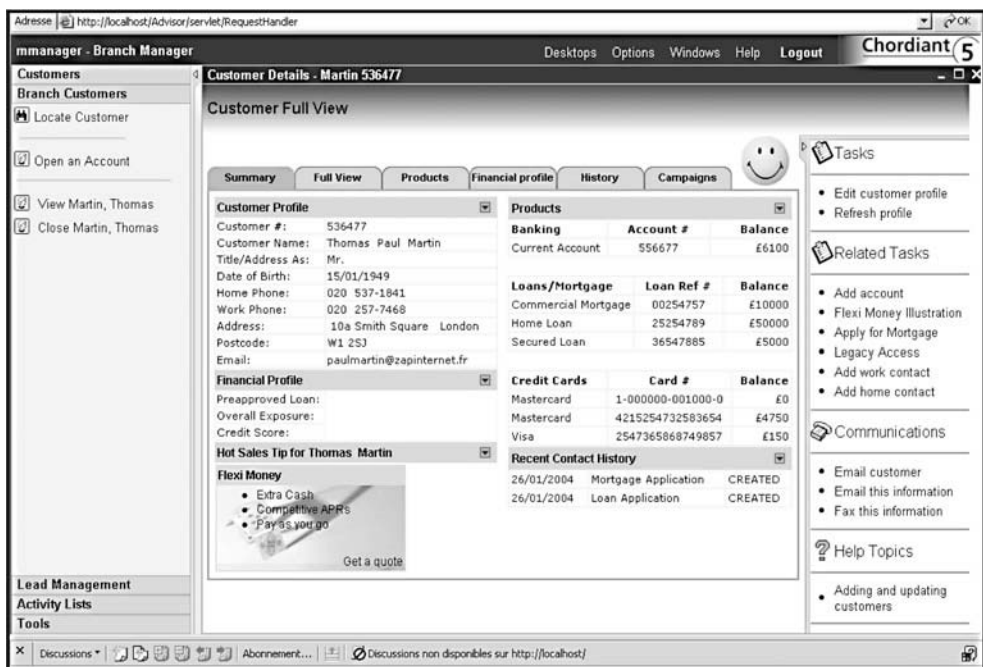 Adresse http://localhost/Advisor/servlet/RequestHandler OK
mmanager - Branch Manager Desktops Options Windows Help Logout Chordiant 5
Customers
Branch Customers
Locate Customer
Open an Account
View Martin, Thomas
Close Martin, Thomas
Lead Management
Activity Lists
Tools
Customer Details - Martin 536477
Customer Full View
Summary Full View Products Financial profile History Campaigns
Customer Profile
Customer #: 536477
Customer Name: Thomas Paul Martin
Title/Address As: Mr.
Date of Birth: 15/01/1949
Home Phone: 020 537-1841
Work Phone: 020 257-7468
Address: 10a Smith Square London
Postcode: W1 2SJ
Email: paulmartin@zapinternet.fr
Financial Profile
Preapproved Loan:
Overall Exposure:
Credit Score:
Hot Sales Tip for Thomas Martin
Flexi Money
• Extra Cash
• Competitive APRs
• Pay as you go
Get a quote
Products
Banking Account # Balance
Current Account 556677 £6100
Loans/Mortgage Loan Ref # Balance
Commercial Mortgage 00254757 £10000
Home Loan 25254789 £50000
Secured Loan 36547885 £5000
Credit Cards Card # Balance
Mastercard 1-000000-001000-0 £0
Mastercard 4215254732583654 £4750
Visa 2547365868749857 £150
Recent Contact History
26/01/2004 Mortgage Application CREATED
26/01/2004 Loan Application CREATED
Tasks
• Edit customer profile
• Refresh profile
Related Tasks
• Add account
• Flexi Money Illustration
• Apply for Mortgage
• Legacy Access
• Add work contact
• Add home contact
Communications
• Email customer
• Email this information
• Fax this information
Help Topics
• Adding and updating
customers
× Discussions Abonnement... Discussions non disponibles sur http://localhost/